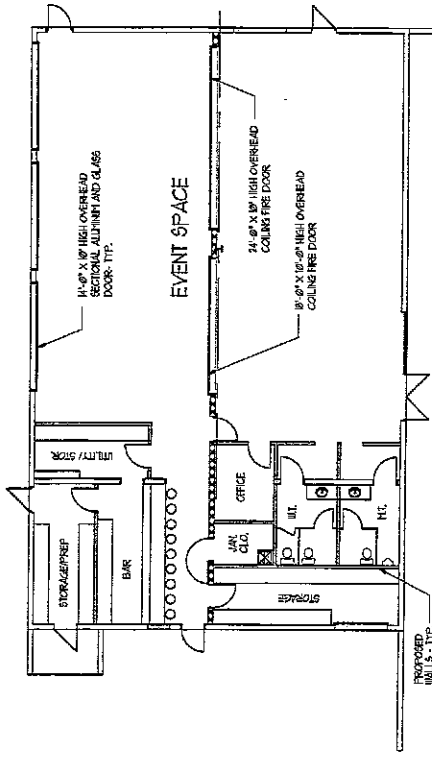 14'-0" X 10' HIGH OVERHEAD
SECTIONAL ALUMINUM AND GLASS
DOOR - TYP.
EVENT SPACE
24'-0" X 10' HIGH OVERHEAD
COILING FIRE DOOR
18'-0" X 10'-0" HIGH OVERHEAD
COILING FIRE DOOR
UTILITY / STOR.
STORAGE/PREP
BAR
OFFICE
JAN.
CLO.
W.T.
M.T.
STORAGE
PROPOSED
WALLS - TYP.